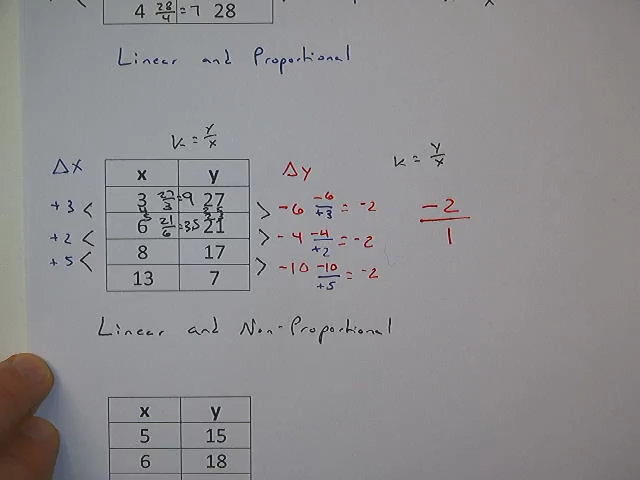 4 28/4 = 7 28
Linear and Proportional
K = Y/X
K = Y/X
Δx x y Δy
+3 < 3 27/3 = 9 27 > -6 -6/+3 = -2
-2/1
+2 < 6 21/6 = 3.5 21 > -4 -4/+2 = -2
+5 < 8 17 > -10 -10/+5 = -2
13 7
Linear and Non-Proportional
x y
5 15
6 18